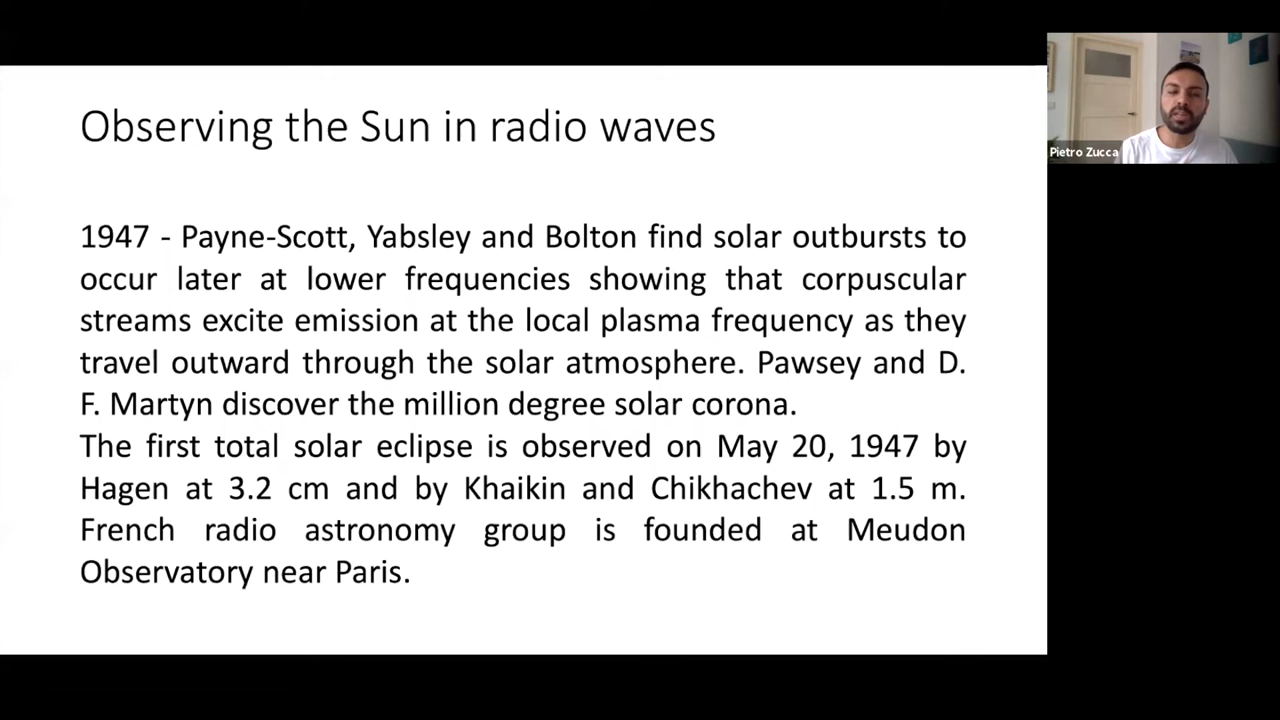 Observing the Sun in radio waves
Pietro Zucca
1947 - Payne-Scott, Yabsley and Bolton find solar outbursts to
occur later at lower frequencies showing that corpuscular
streams excite emission at the local plasma frequency as they
travel outward through the solar atmosphere. Pawsey and D.
F. Martyn discover the million degree solar corona.
The first total solar eclipse is observed on May 20, 1947 by
Hagen at 3.2 cm and by Khaikin and Chikhachev at 1.5 m.
French radio astronomy group is founded at Meudon
Observatory near Paris.